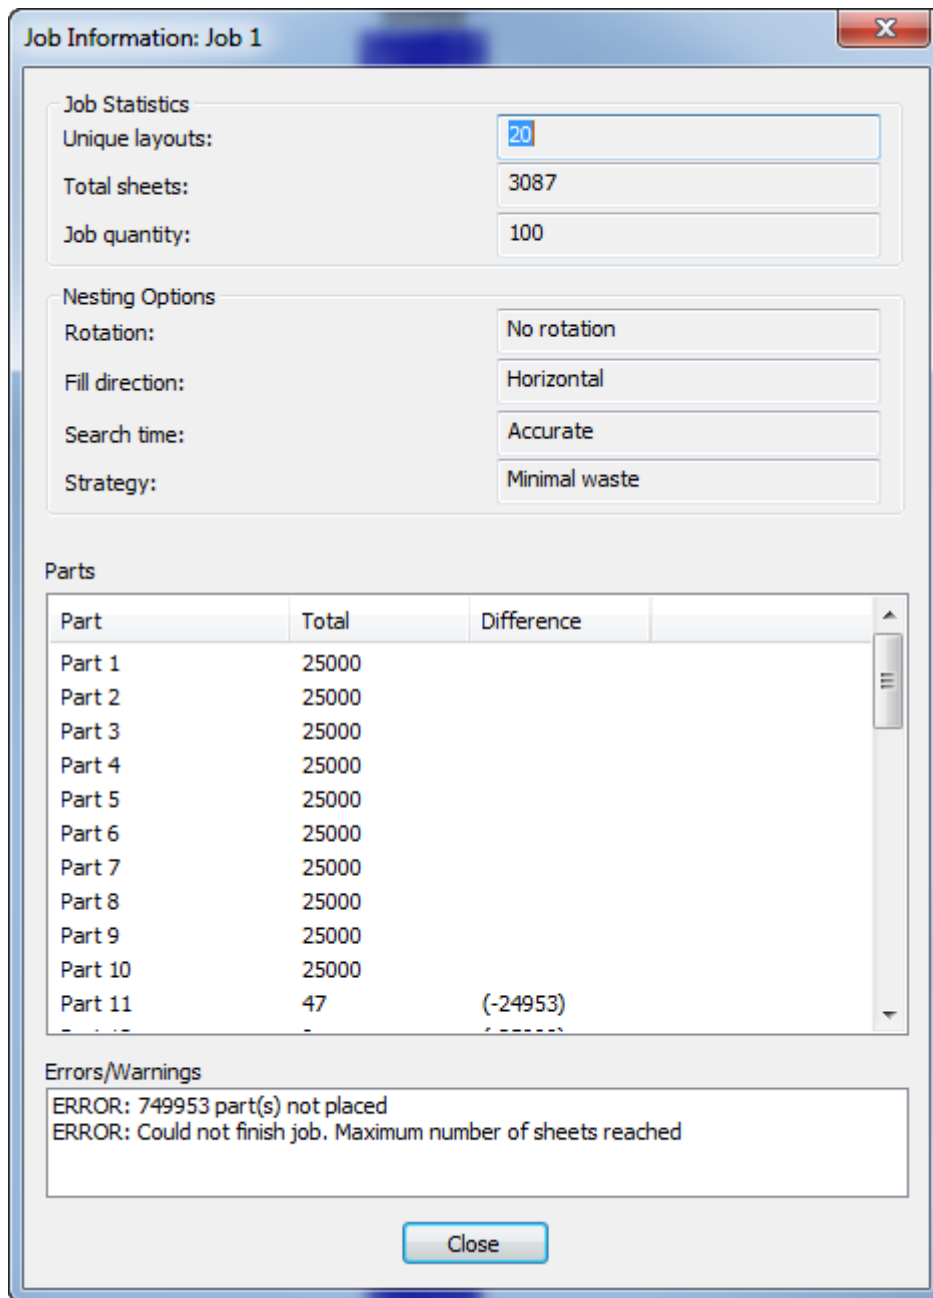 Job Information: Job 1
Job Statistics
Unique layouts: 20
Total sheets: 3087
Job quantity: 100
Nesting Options
Rotation: No rotation
Fill direction: Horizontal
Search time: Accurate
Strategy: Minimal waste
Parts
Part Total Difference
Part 1 25000
Part 2 25000
Part 3 25000
Part 4 25000
Part 5 25000
Part 6 25000
Part 7 25000
Part 8 25000
Part 9 25000
Part 10 25000
Part 11 47 (-24953)
Errors/Warnings
ERROR: 749953 part(s) not placed
ERROR: Could not finish job. Maximum number of sheets reached
Close